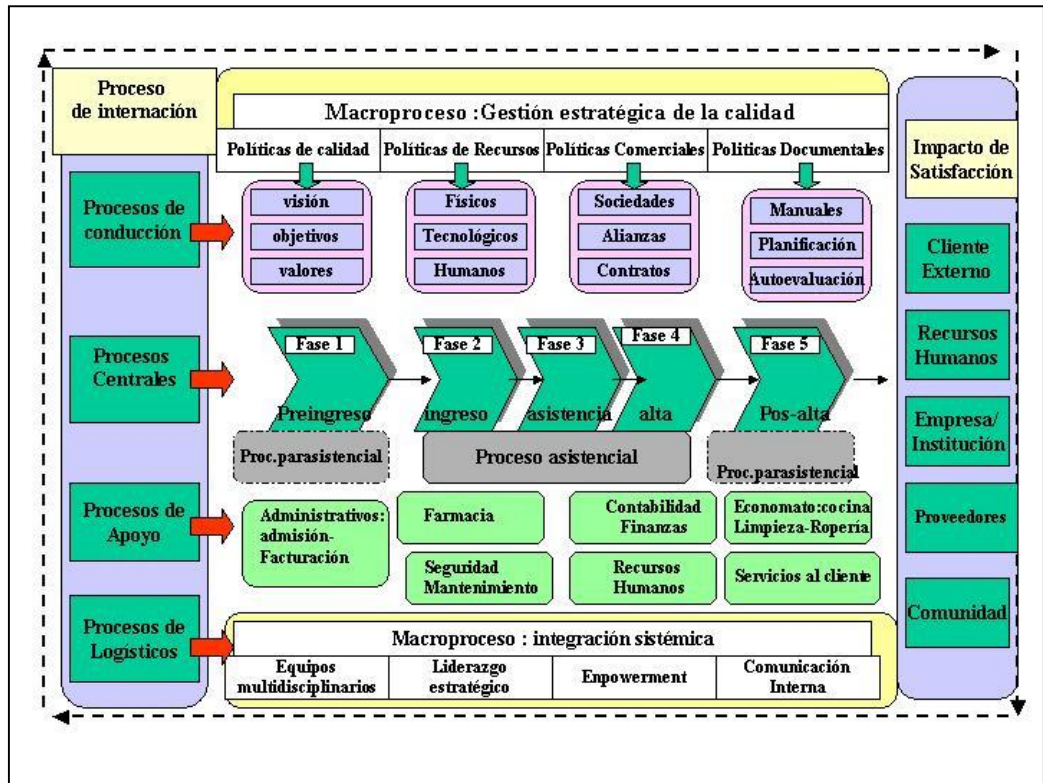 Proceso
de internación
Macroproceso :Gestión estratégica de la calidad
Políticas de calidad
Políticas de Recursos
Políticas Comerciales
Politicas Documentales
Impacto de
Satisfacción
Procesos de
conducción
visión
objetivos
valores
Físicos
Tecnológicos
Humanos
Sociedades
Alianzas
Contratos
Manuales
Planificación
Autoevaluación
Cliente
Externo
Procesos
Centrales
Fase 1
Preingreso
Fase 2
ingreso
Fase 3
asistencia
Fase 4
alta
Fase 5
Pos-alta
Recursos
Humanos
Proc.parasistencial
Proceso asistencial
Proc.parasistencial
Empresa/
Institución
Procesos de
Apoyo
Administrativos:
admisión-
Facturación
Farmacia
Contabilidad
Finanzas
Economato:cocina
Limpieza-Ropería
Seguridad
Mantenimiento
Recursos
Humanos
Servicios al cliente
Proveedores
Procesos de
Logísticos
Macroproceso : integración sistémica
Equipos
multidisciplinarios
Liderazgo
estratégico
Enpowerment
Comunicación
Interna
Comunidad